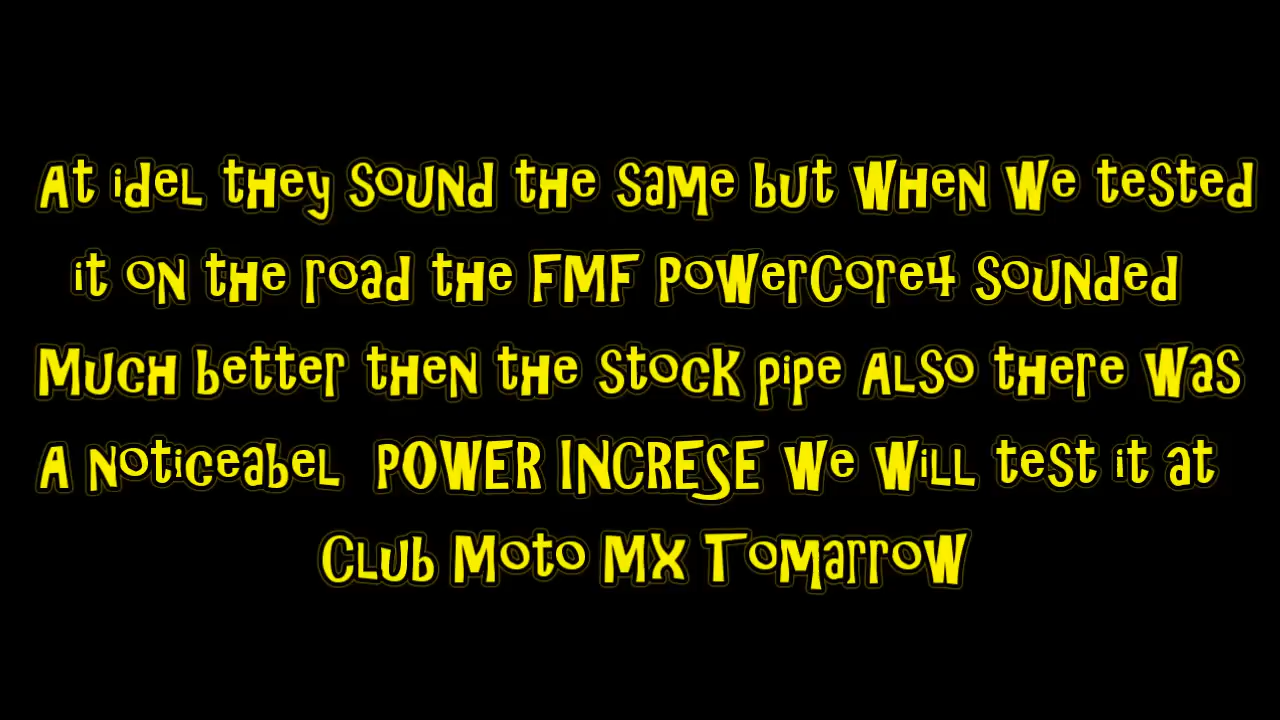 At idel they sound the same but when we tested
it on the road the FMF PowerCore4 sounded
Much better then the stock pipe Also there was
A noticeabel POWER INCRESE We will test it at
Club Moto MX Tomarrow